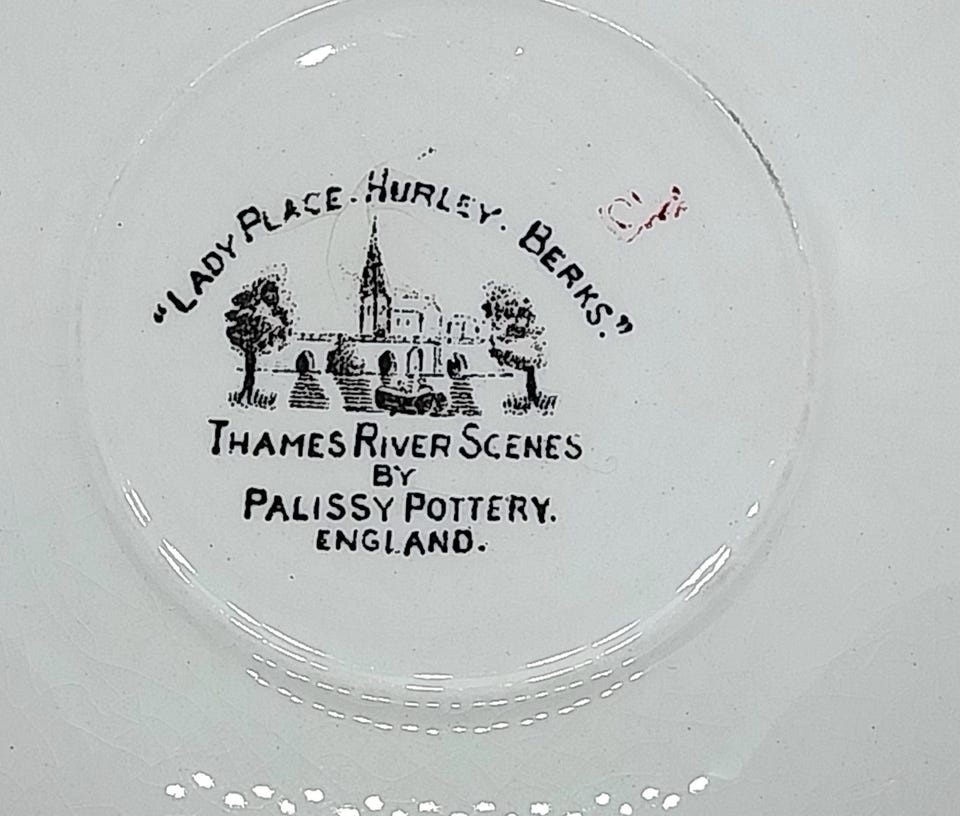 "LADY PLACE. HURLEY. BERKS."
THAMES RIVER SCENES
BY
PALISSY POTTERY.
ENGLAND.